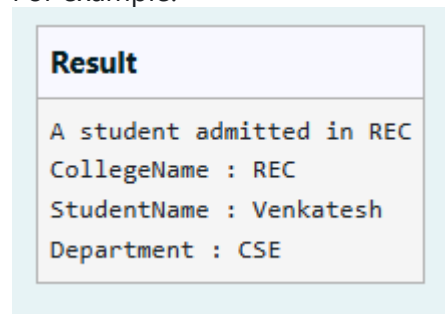 Result
A student admitted in REC
CollegeName : REC
StudentName : Venkatesh
Department : CSE